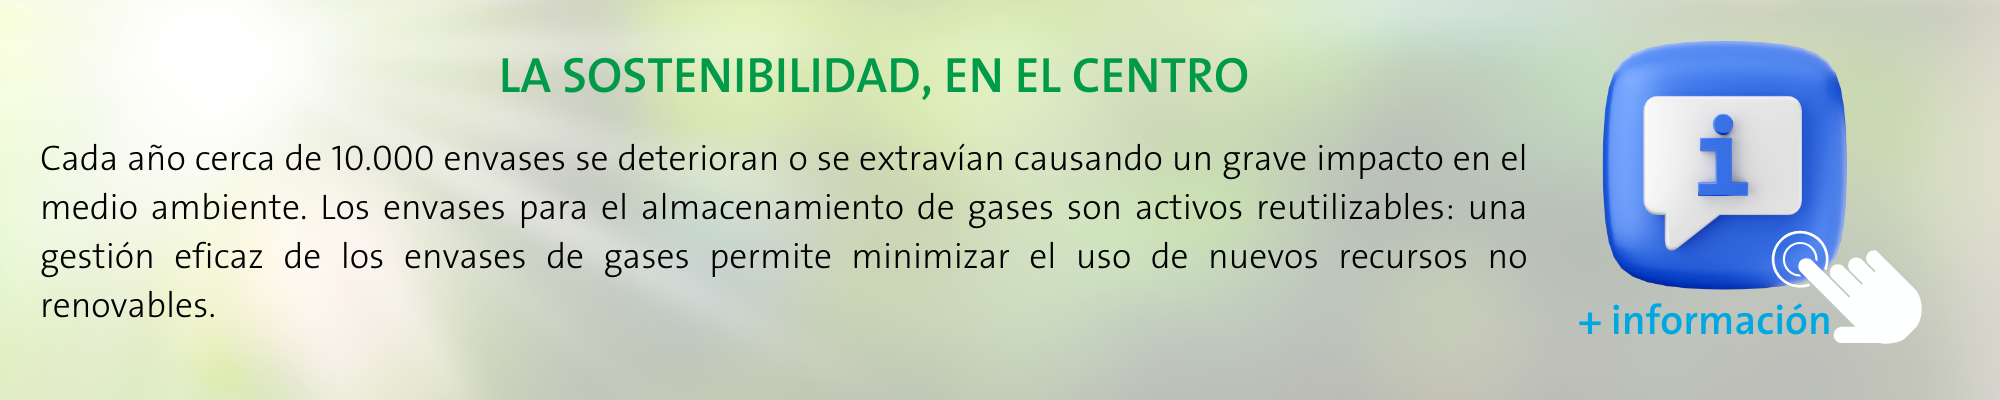 LA SOSTENIBILIDAD, EN EL CENTRO
Cada año cerca de 10.000 envases se deterioran o se extravían causando un grave impacto en el
medio ambiente. Los envases para el almacenamiento de gases son activos reutilizables: una
gestión eficaz de los envases de gases permite minimizar el uso de nuevos recursos no
renovables.
i
+ información